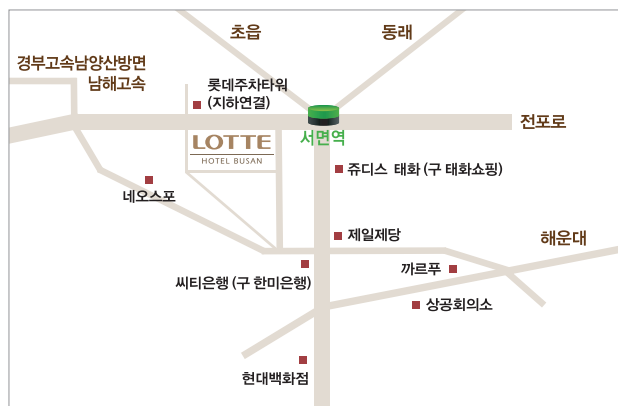 초읍
동래
경부고속남양산방면
남해고속
롯데주차타워
(지하연결)
전포로
서면역
LOTTE
HOTEL BUSAN
쥬디스 태화 (구 태화쇼핑)
네오스포
제일제당
해운대
까르푸
씨티은행 (구 한미은행)
상공회의소
현대백화점